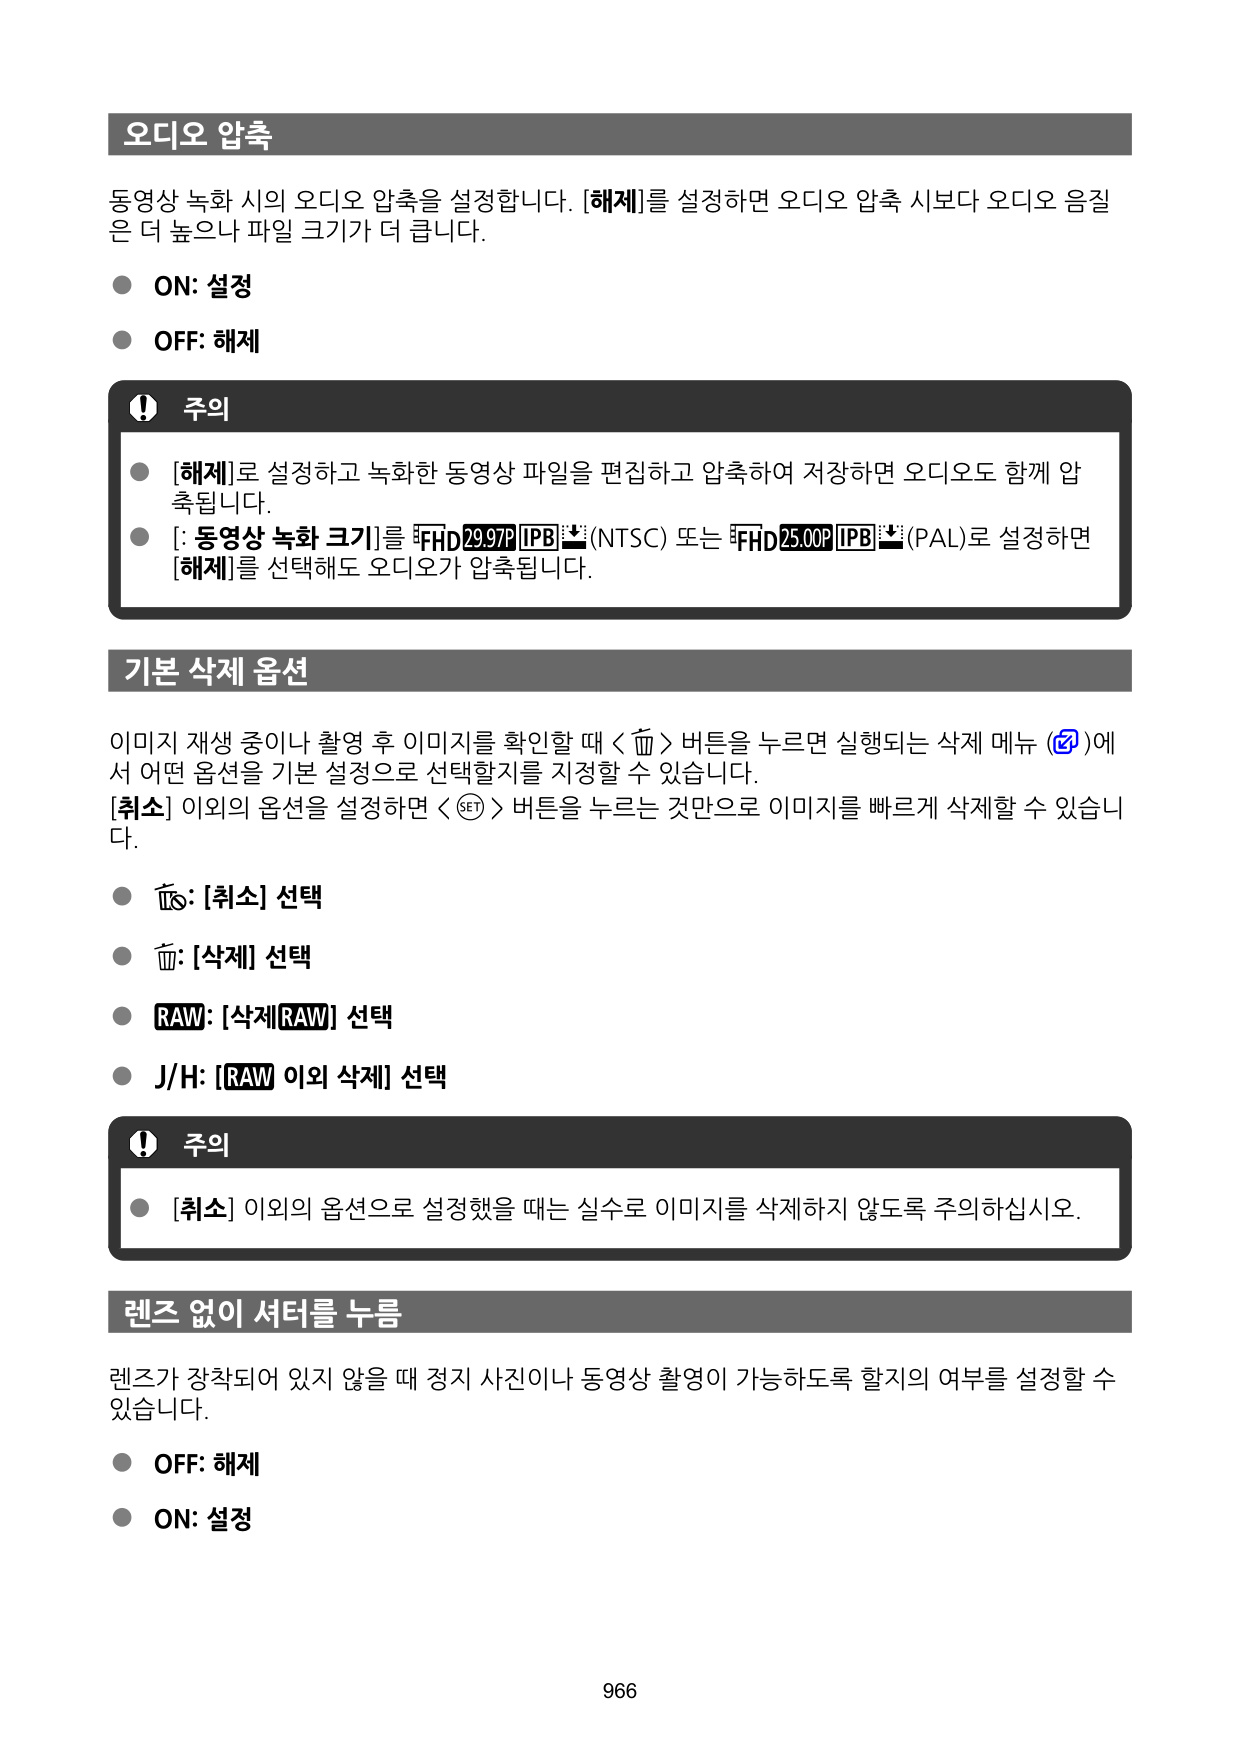 오디오 압축
동영상 녹화 시의 오디오 압축을 설정합니다. [해제]를 설정하면 오디오 압축 시보다 오디오 음질
은 더 높으나 파일 크기가 더 큽니다.
● ON: 설정
● OFF: 해제
주의
● [해제]로 설정하고 녹화한 동영상 파일을 편집하고 압축하여 저장하면 오디오도 함께 압
축됩니다.
● [: 동영상 녹화 크기]를 FHD 29.97P IPB (NTSC) 또는 FHD 25.00P IPB (PAL)로 설정하면
[해제]를 선택해도 오디오가 압축됩니다.
기본 삭제 옵션
이미지 재생 중이나 촬영 후 이미지를 확인할 때 < > 버튼을 누르면 실행되는 삭제 메뉴 ( )에
서 어떤 옵션을 기본 설정으로 선택할지를 지정할 수 있습니다.
[취소] 이외의 옵션을 설정하면 < SET > 버튼을 누르는 것만으로 이미지를 빠르게 삭제할 수 있습니
다.
● : [취소] 선택
● : [삭제] 선택
● RAW: [삭제RAW] 선택
● J/H: [RAW 이외 삭제] 선택
주의
● [취소] 이외의 옵션으로 설정했을 때는 실수로 이미지를 삭제하지 않도록 주의하십시오.
렌즈 없이 셔터를 누름
렌즈가 장착되어 있지 않을 때 정지 사진이나 동영상 촬영이 가능하도록 할지의 여부를 설정할 수
있습니다.
● OFF: 해제
● ON: 설정
966